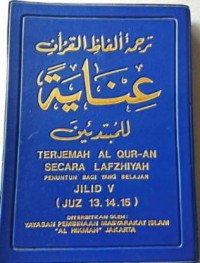 ترجمة ألفاظ القرآن
عناية
للمبتدئين
TERJEMAH AL QUR-AN
SECARA LAFZHIYAH
PENUNTUN BAGI YANG BELAJAR
JILID V
( JUZ 13. 14. 15 )
DITERBITKAN OLEH:
YAYASAN PEMBINAAN MASYARAKAT ISLAM
"AL HIKMAH" JAKARTA